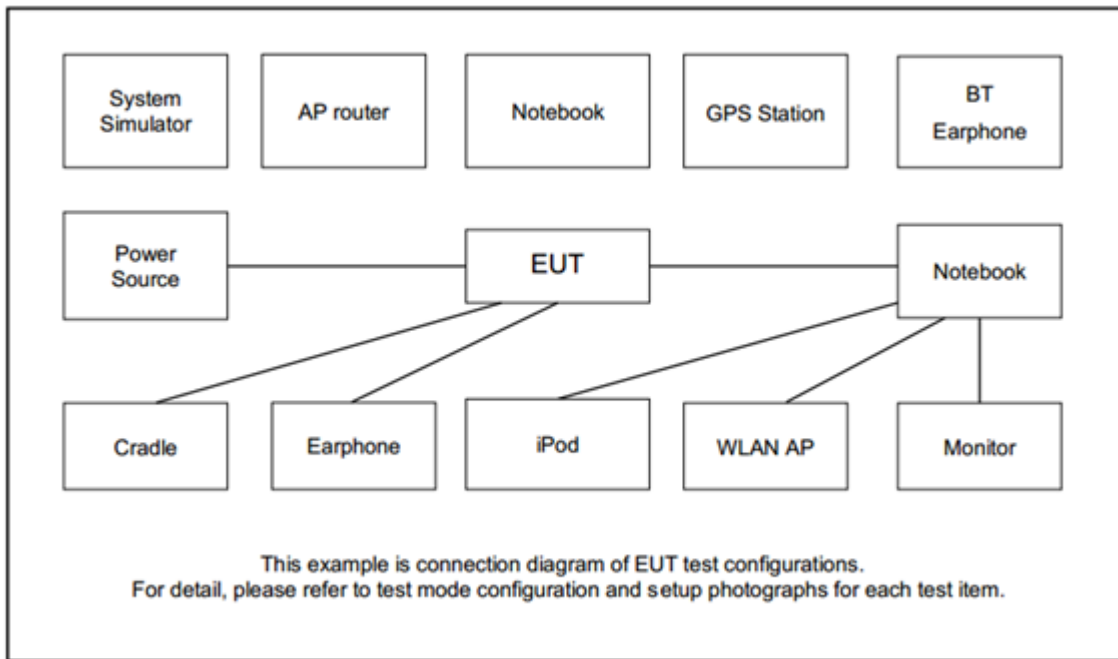 System
Simulator
AP router
Notebook
GPS Station
BT
Earphone
Power
Source
EUT
Notebook
Cradle
Earphone
iPod
WLAN AP
Monitor
This example is connection diagram of EUT test configurations.
For detail, please refer to test mode configuration and setup photographs for each test item.